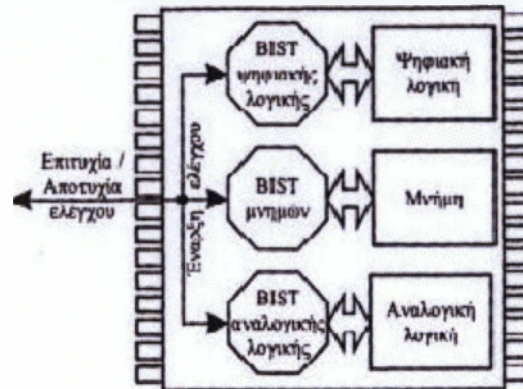 BIST
ψηφιακής
λογικής
Ψηφιακή
λογική
Επιτυχία /
Αποτυχία
ελέγχου
Έναρξη ελέγχου
BIST
μνημών
Μνήμη
BIST
αναλογικής
λογικής
Αναλογική
λογική